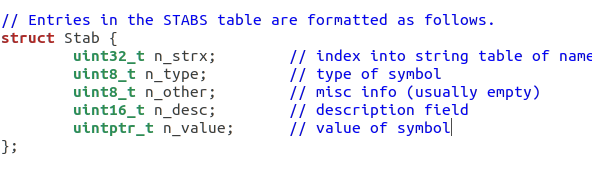 // Entries in the STABS table are formatted as follows.
struct Stab {
        uint32_t n_strx;        // index into string table of name
        uint8_t n_type;         // type of symbol
        uint8_t n_other;        // misc info (usually empty)
        uint16_t n_desc;        // description field
        uintptr_t n_value;      // value of symbol
};